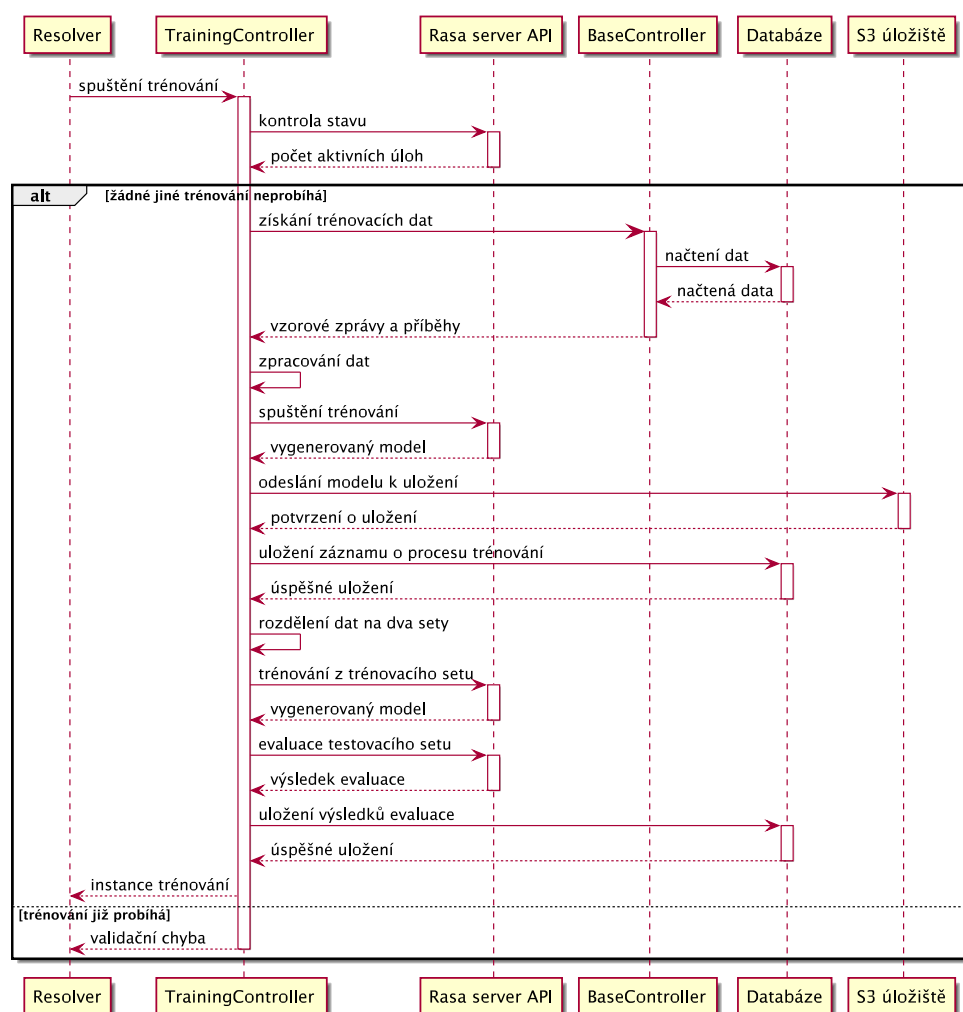 Resolver
TrainingController
Rasa server API
BaseController
Databáze
S3 úložiště
spuštění trénování
kontrola stavu
počet aktivních úloh
alt
[žádné jiné trénování neprobíhá]
získání trénovacích dat
načtení dat
načtená data
vzorové zprávy a příběhy
zpracování dat
spuštění trénování
vygenerovaný model
odeslání modelu k uložení
potvrzení o uložení
uložení záznamu o procesu trénování
úspěšné uložení
rozdělení dat na dva sety
trénování z trénovacího setu
vygenerovaný model
evaluace testovacího setu
výsledek evaluace
uložení výsledků evaluace
úspěšné uložení
instance trénování
[trénování již probíhá]
validační chyba
Resolver
TrainingController
Rasa server API
BaseController
Databáze
S3 úložiště